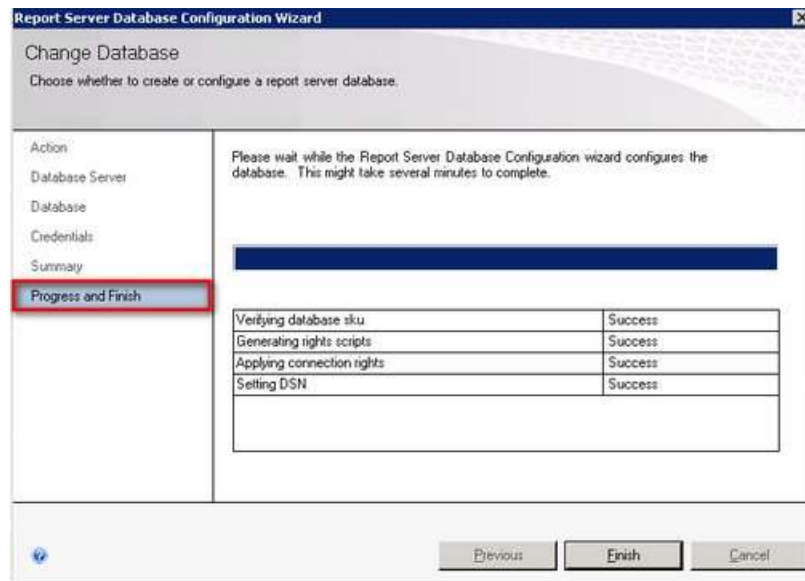 Report Server Database Configuration Wizard
Change Database
Choose whether to create or configure a report server database.
Action
Database Server
Database
Credentials
Summary
Progress and Finish
Please wait while the Report Server Database Configuration wizard configures the
database. This might take several minutes to complete.
Verifying database sku Success
Generating rights scripts Success
Applying connection rights Success
Setting DSN Success
Previous Finish Cancel